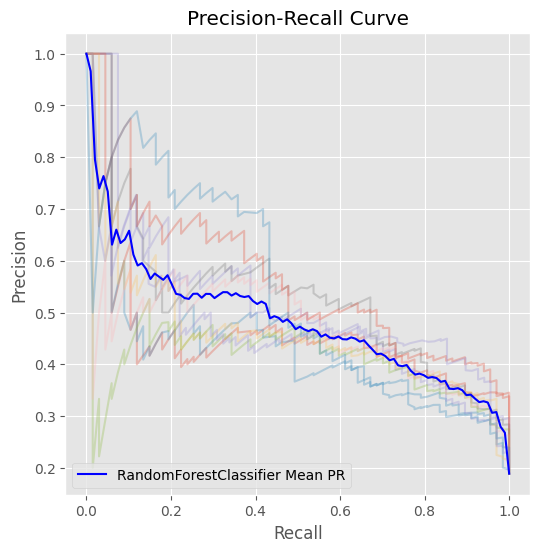 Precision-Recall Curve
1.0
0.9
0.8
0.7
0.6
0.5
0.4
0.3
0.2
Precision
RandomForestClassifier Mean PR
0.0 0.2 0.4 0.6 0.8 1.0
Recall